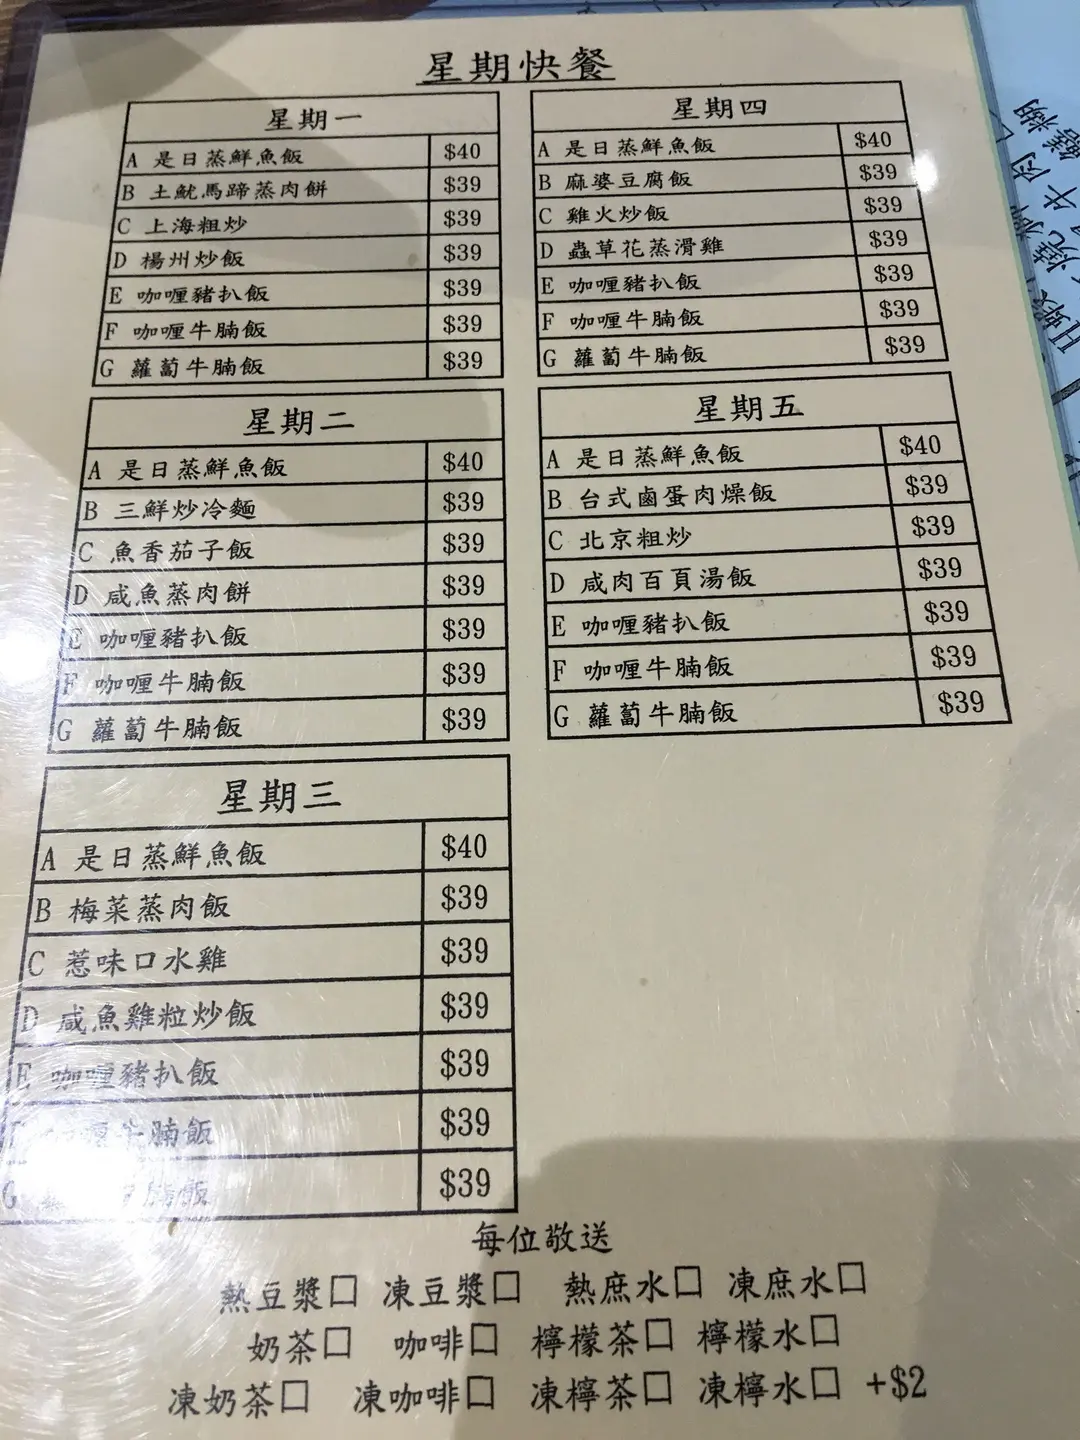 星期快餐
星期一
A 是日蒸鮮魚飯 $40
B 土魷馬蹄蒸肉餅 $39
C 上海粗炒 $39
D 楊州炒飯 $39
E 咖喱豬扒飯 $39
F 咖喱牛腩飯 $39
G 蘿蔔牛腩飯 $39
星期二
A 是日蒸鮮魚飯 $40
B 三鮮炒冷麵 $39
C 魚香茄子飯 $39
D 咸魚蒸肉餅 $39
E 咖喱豬扒飯 $39
F 咖喱牛腩飯 $39
G 蘿蔔牛腩飯 $39
星期三
A 是日蒸鮮魚飯 $40
B 梅菜蒸肉飯 $39
C 惹味口水雞 $39
D 咸魚雞粒炒飯 $39
E 咖喱豬扒飯 $39
喱牛腩飯 $39
G 腩飯 $39
星期四
A 是日蒸鮮魚飯 $40
B 麻婆豆腐飯 $39
C 雞火炒飯 $39
D 蟲草花蒸滑雞 $39
E 咖喱豬扒飯 $39
F 咖喱牛腩飯 $39
G 蘿蔔牛腩飯 $39
星期五
A 是日蒸鮮魚飯 $40
B 台式鹵蛋肉燥飯 $39
C 北京粗炒 $39
D 咸肉百頁湯飯 $39
E 咖喱豬扒飯 $39
F 咖喱牛腩飯 $39
G 蘿蔔牛腩飯 $39
每位敬送
熱豆漿□ 凍豆漿□ 熱庶水□ 凍庶水□
奶茶□ 咖啡□ 檸檬茶□ 檸檬水□
凍奶茶□ 凍咖啡□ 凍檸茶□ 凍檸水□ +$2